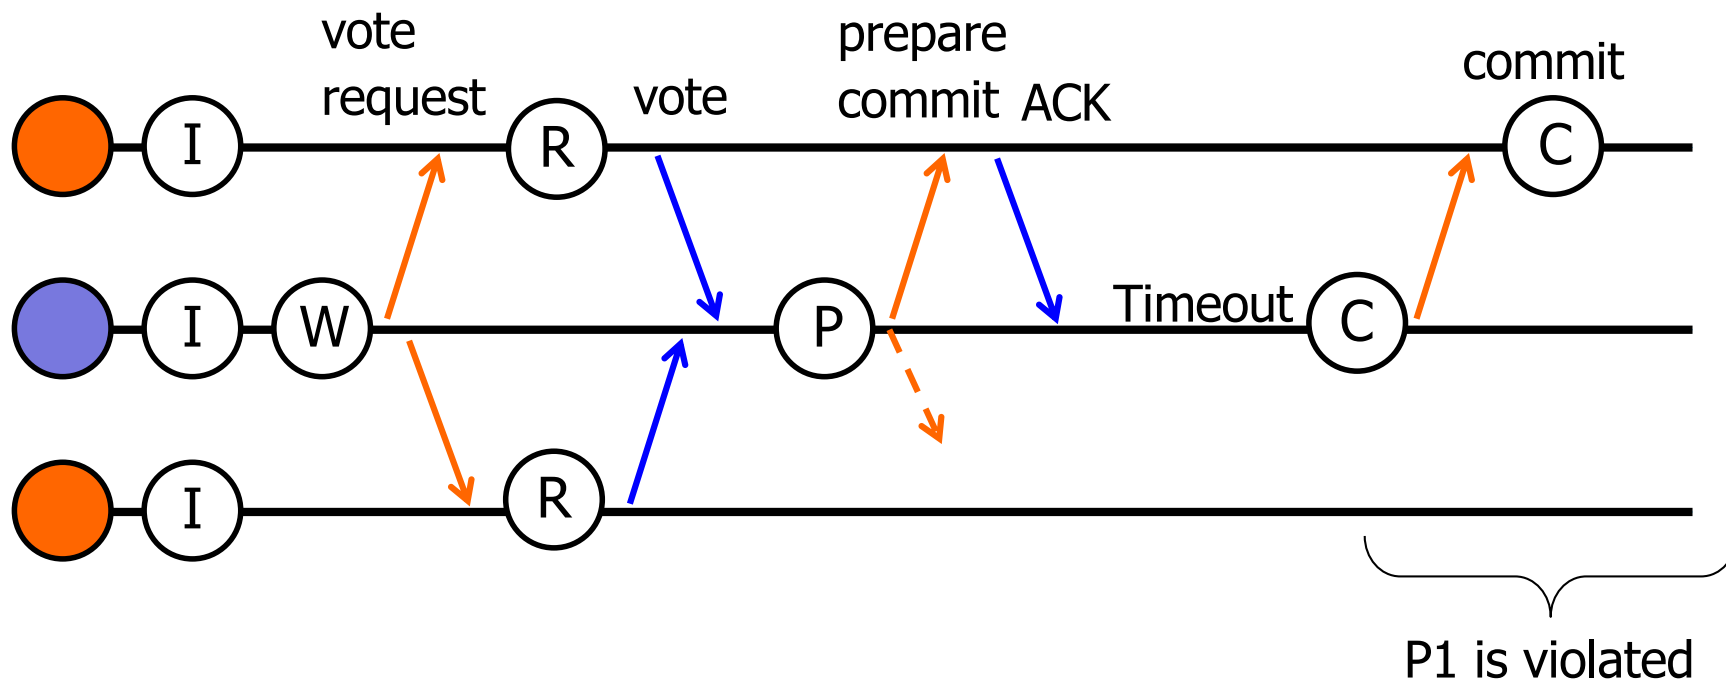 vote
request
vote
prepare
commit ACK
commit
I
R
C
I
W
P
Timeout
C
I
R
P1 is violated